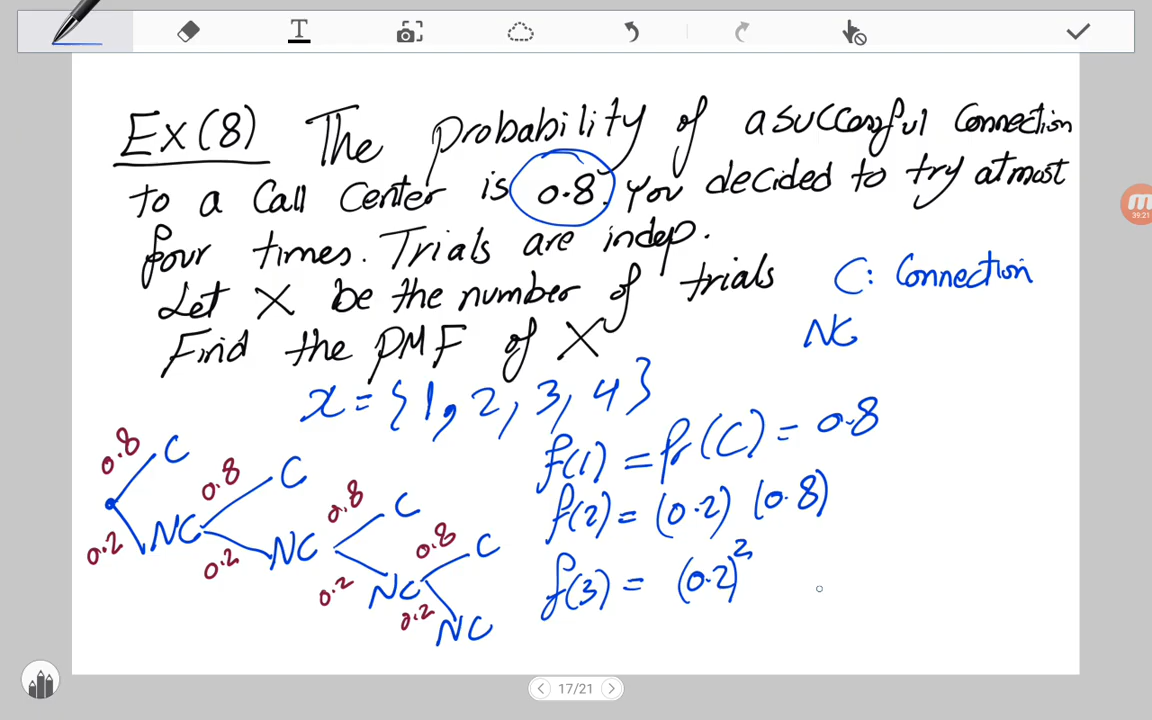 Ex(8) The probability of a successful Connection
to a Call Center is 0.8. You decided to try atmost
four times. Trials are indep.
Let X be the number of trials
Find the PMF of X
C: Connection
NC
x = {1, 2, 3, 4}
0.8 C
0.2 NC
0.8 C
0.2 NC
0.8 C
0.2 NC
0.8 C
0.2 NC
f(1) = Pr(C) = 0.8
f(2) = (0.2) (0.8)
f(3) = (0.2)²
T
M
39:21
17/21